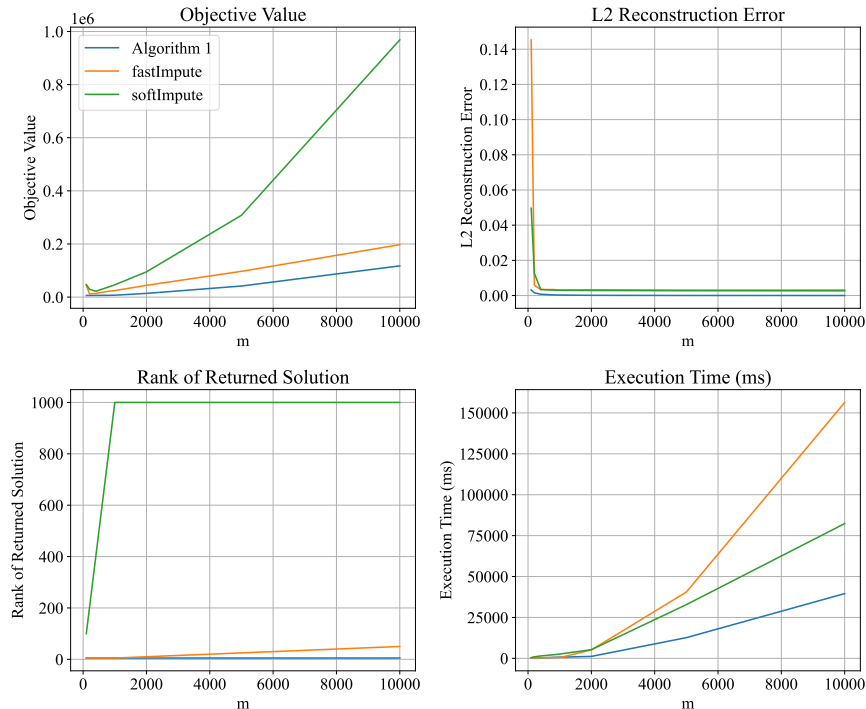 Objective Value
1e6
Algorithm 1
fastImpute
softImpute
1.0
0.8
0.6
0.4
0.2
0.0
Objective Value
0 2000 4000 6000 8000 10000
m
L2 Reconstruction Error
0.14
0.12
0.10
0.08
0.06
0.04
0.02
0.00
L2 Reconstruction Error
0 2000 4000 6000 8000 10000
m
Rank of Returned Solution
1000
800
600
400
200
0
Rank of Returned Solution
0 2000 4000 6000 8000 10000
m
Execution Time (ms)
150000
125000
100000
75000
50000
25000
0
Execution Time (ms)
0 2000 4000 6000 8000 10000
m